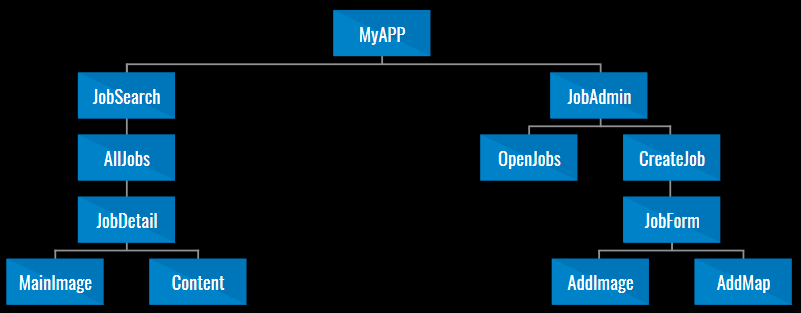 MyAPP
JobSearch
JobAdmin
AllJobs
OpenJobs
CreateJob
JobDetail
JobForm
MainImage
Content
AddImage
AddMap